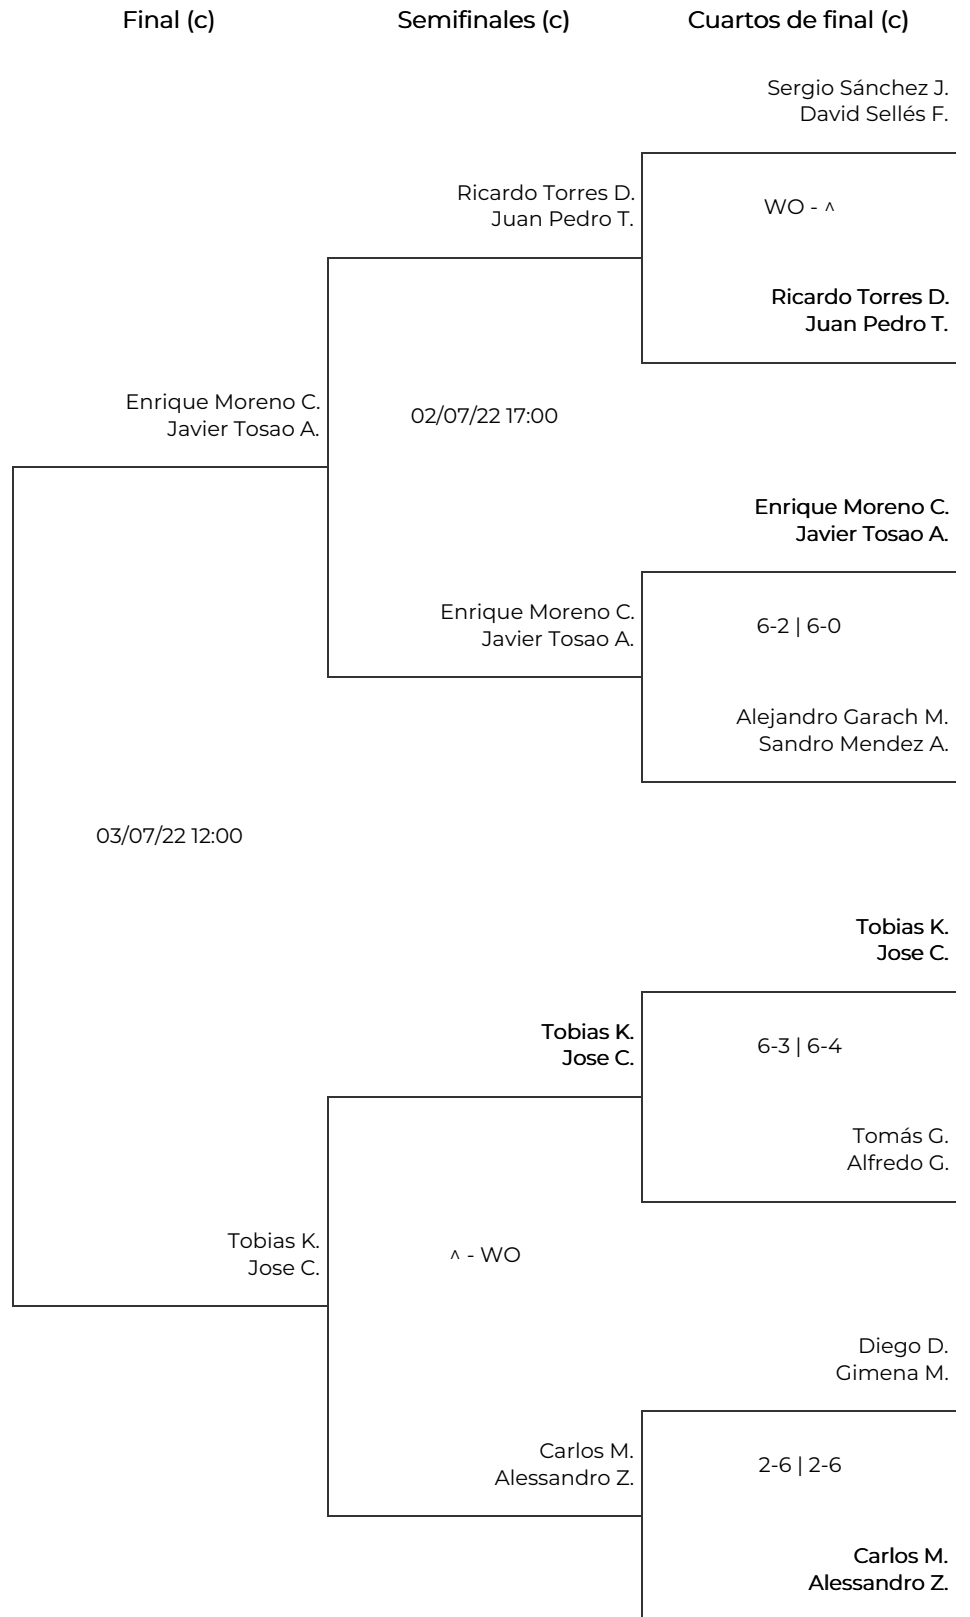 Final (c)
Semifinales (c)
Cuartos de final (c)
Sergio Sánchez J.
David Sellés F.
Ricardo Torres D.
Juan Pedro T.
WO - ^
Ricardo Torres D.
Juan Pedro T.
Enrique Moreno C.
Javier Tosao A.
02/07/22 17:00
Enrique Moreno C.
Javier Tosao A.
Enrique Moreno C.
Javier Tosao A.
6-2 | 6-0
Alejandro Garach M.
Sandro Mendez A.
03/07/22 12:00
Tobias K.
Jose C.
Tobias K.
Jose C.
6-3 | 6-4
Tomás G.
Alfredo G.
Tobias K.
Jose C.
^ - WO
Diego D.
Gimena M.
Carlos M.
Alessandro Z.
2-6 | 2-6
Carlos M.
Alessandro Z.